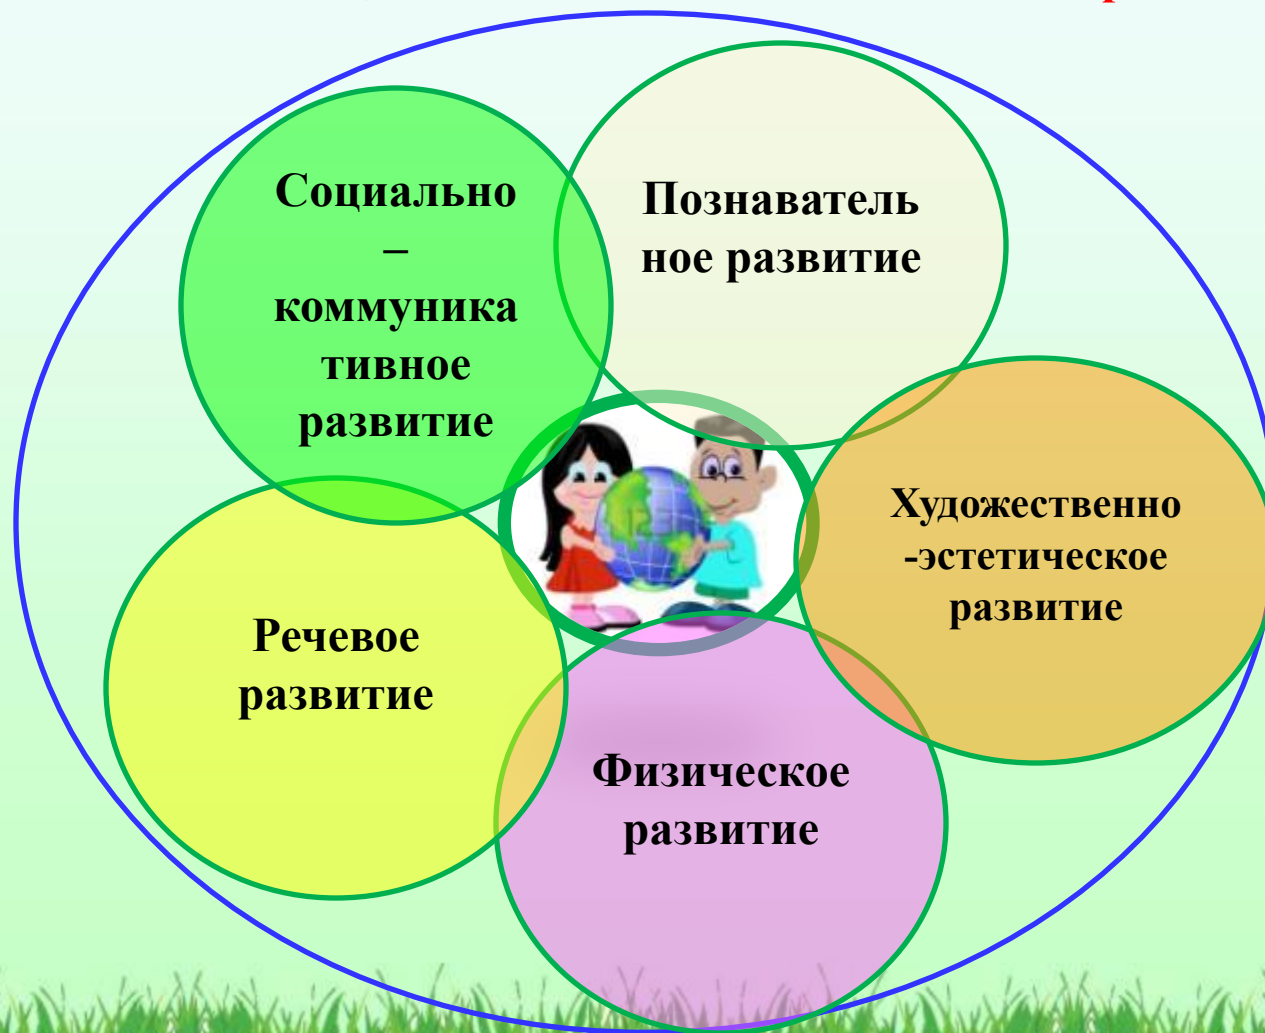 Социально
–
коммуника
тивное
развитие
Познаватель
ное развитие
Художественно
-эстетическое
развитие
Речевое
развитие
Физическое
развитие